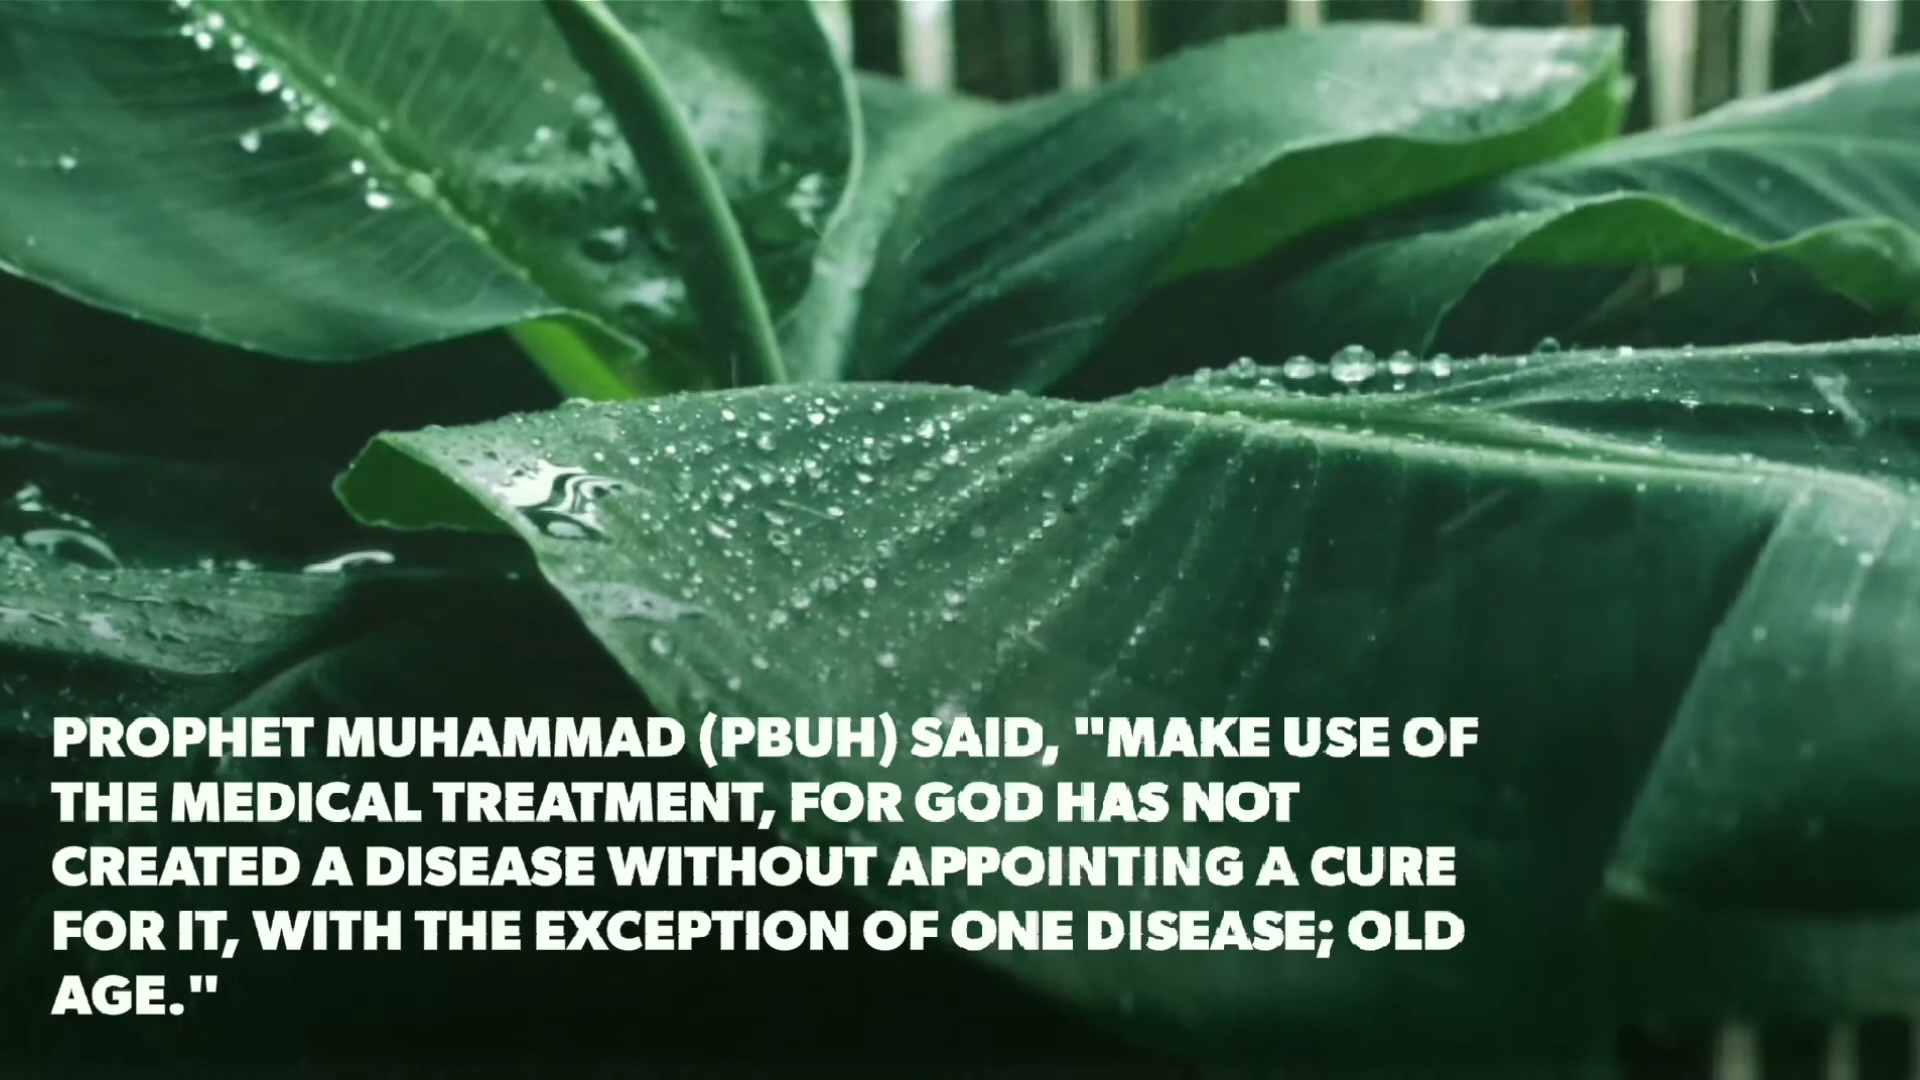 PROPHET MUHAMMAD (PBUH) SAID, "MAKE USE OF
THE MEDICAL TREATMENT, FOR GOD HAS NOT
CREATED A DISEASE WITHOUT APPOINTING A CURE
FOR IT, WITH THE EXCEPTION OF ONE DISEASE; OLD
AGE."